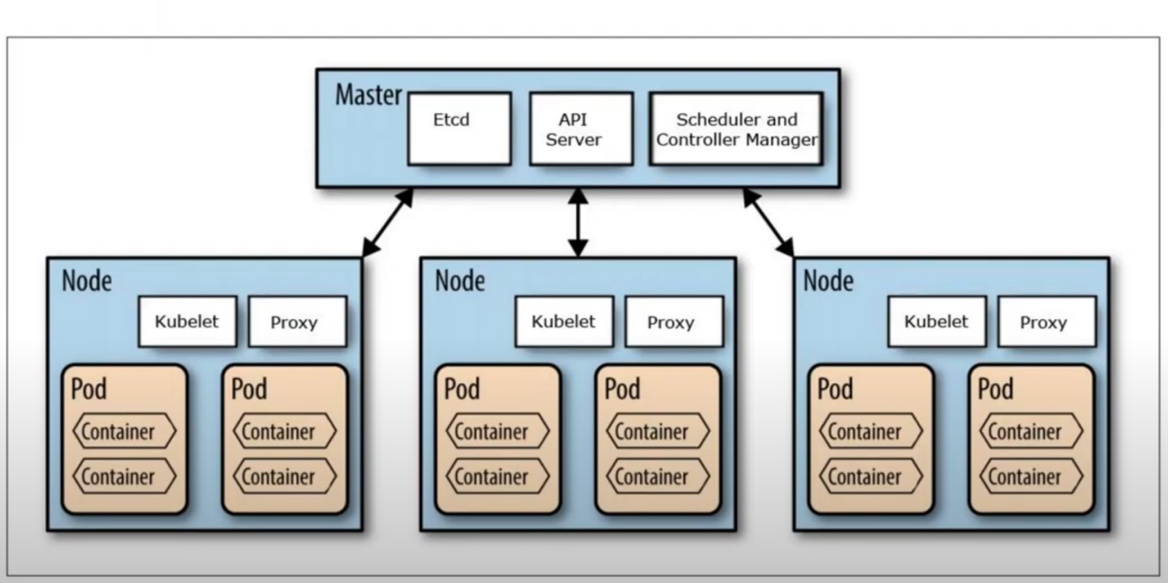 Master
Etcd
API
Server
Scheduler and
Controller Manager
Node
Kubelet
Proxy
Pod
Container
Container
Pod
Container
Container
Node
Kubelet
Proxy
Pod
Container
Container
Pod
Container
Container
Node
Kubelet
Proxy
Pod
Container
Container
Pod
Container
Container